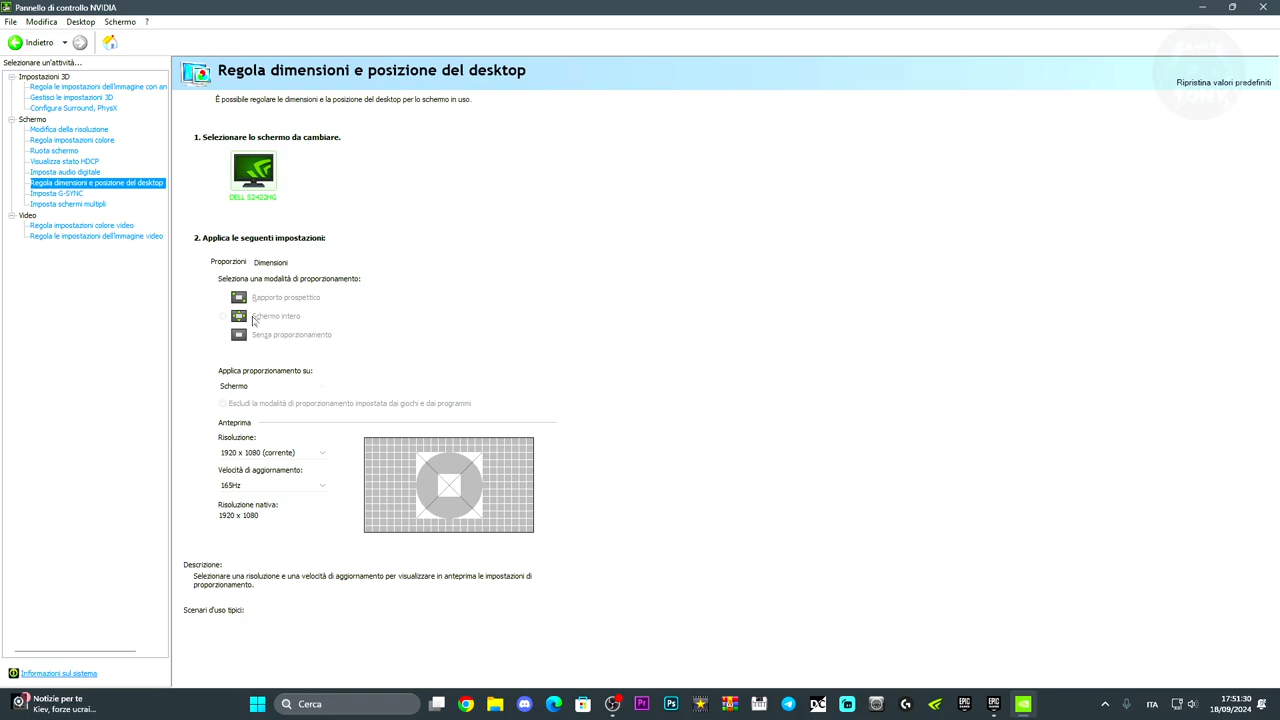 Pannello di controllo NVIDIA
File Modifica Desktop Schermo ?
Indietro
Selezionare un'attività...
Impostazioni 3D
Regola le impostazioni dell'immagine con an
Gestisci le impostazioni 3D
Configura Surround, PhysX
Schermo
Modifica della risoluzione
Regola impostazioni colore
Ruota schermo
Visualizza stato HDCP
Imposta audio digitale
Regola dimensioni e posizione del desktop
Imposta G-SYNC
Imposta schermi multipli
Video
Regola impostazioni colore video
Regola le impostazioni dell'immagine video
Informazioni sul sistema
Regola dimensioni e posizione del desktop
Ripristina valori predefiniti
È possibile regolare le dimensioni e la posizione del desktop per lo schermo in uso.
1. Selezionare lo schermo da cambiare.
DELL S2422HG
2. Applica le seguenti impostazioni:
Proporzioni Dimensioni
Seleziona una modalità di proporzionamento:
Rapporto prospettico
Schermo intero
Senza proporzionamento
Applica proporzionamento su:
Schermo
Escludi la modalità di proporzionamento impostata dai giochi e dai programmi
Anteprima
Risoluzione:
1920 x 1080 (corrente)
Velocità di aggiornamento:
165Hz
Risoluzione nativa:
1920 x 1080
Descrizione:
Selezionare una risoluzione e una velocità di aggiornamento per visualizzare in anteprima le impostazioni di
proporzionamento.
Scenari d'uso tipici:
Notizie per te
Kiev, forze ucrai...
Cerca
ITA
17:51:30
18/09/2024